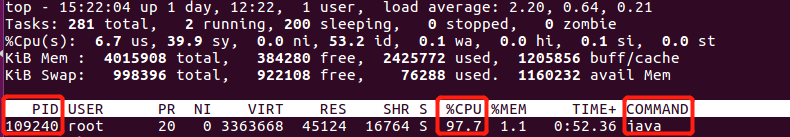 top - 15:22:04 up 1 day, 12:22, 1 user, load average: 2.20, 0.64, 0.21
Tasks: 281 total, 2 running, 200 sleeping, 0 stopped, 0 zombie
%Cpu(s): 6.7 us, 39.9 sy, 0.0 ni, 53.2 id, 0.1 wa, 0.0 hi, 0.1 si, 0.0 st
KiB Mem : 4015908 total, 384280 free, 2425772 used, 1205856 buff/cache
KiB Swap: 998396 total, 922108 free, 76288 used. 1160232 avail Mem
PID USER PR NI VIRT RES SHR S %CPU %MEM TIME+ COMMAND
109240 root 20 0 3363668 45124 16764 S 97.7 1.1 0:52.36 java